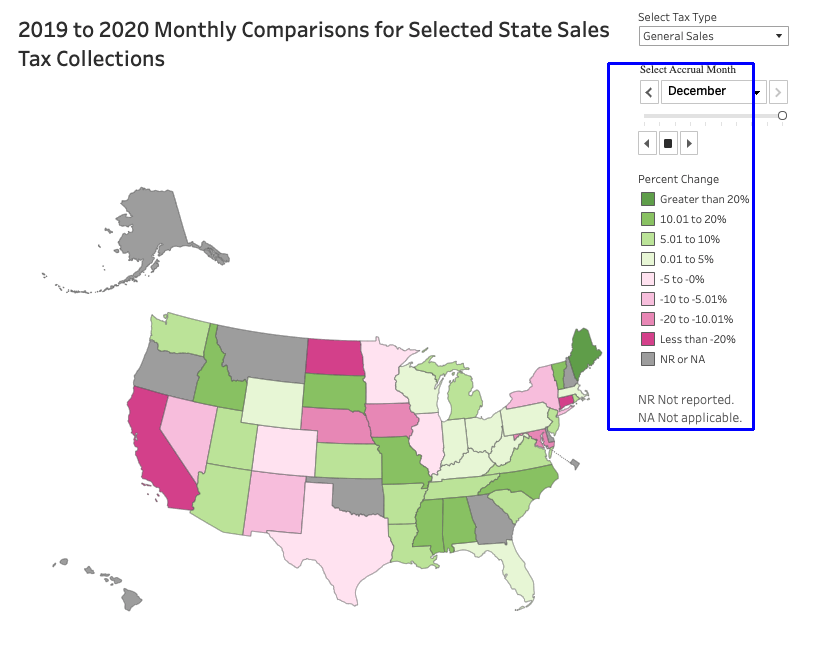 2019 to 2020 Monthly Comparisons for Selected State Sales
Tax Collections
Select Tax Type
General Sales
Select Accrual Month
December
Percent Change
Greater than 20%
10.01 to 20%
5.01 to 10%
0.01 to 5%
-5 to -0%
-10 to -5.01%
-20 to -10.01%
Less than -20%
NR or NA
NR Not reported.
NA Not applicable.